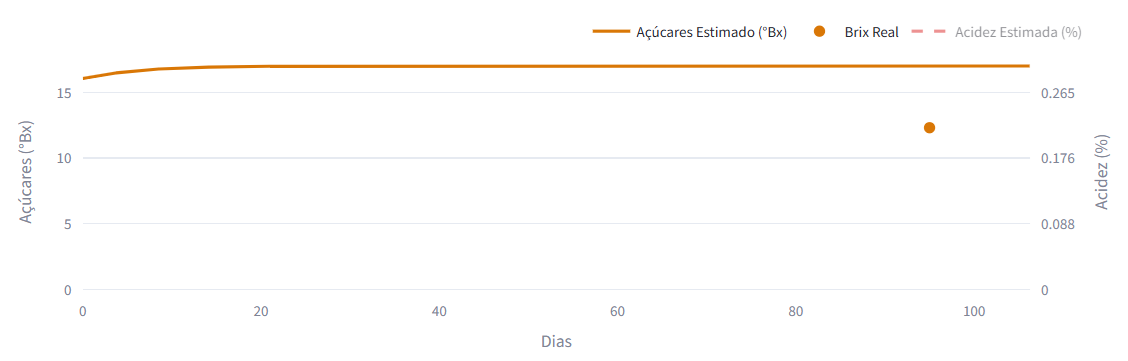 Açúcares Estimado (°Bx) Brix Real Acidez Estimada (%)
15 0.265
10 0.176
5 0.088
0 0
0 20 40 60 80 100
Dias
Açúcares (°Bx)
Acidez (%)